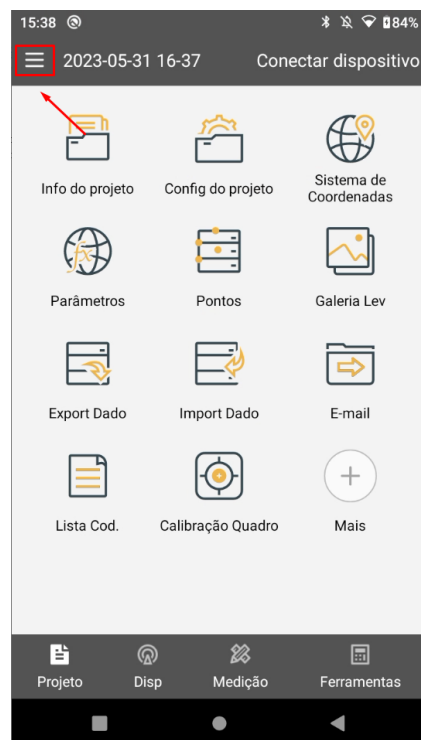 15:38 84%
2023-05-31 16-37 Conectar dispositivo
Info do projeto Config do projeto Sistema de
Coordenadas
Parâmetros Pontos Galeria Lev
Export Dado Import Dado E-mail
Lista Cod. Calibração Quadro Mais
Projeto Disp Medição Ferramentas